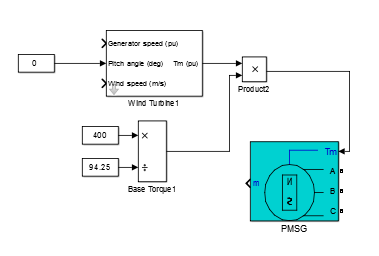 Generator speed (pu)
0
Pitch angle (deg)
Tm (pu)
Wind speed (m/s)
Wind Turbine1
×
Product2
400
×
94.25
÷
Base Torque1
Tm
N
S
m
A
B
C
PMSG